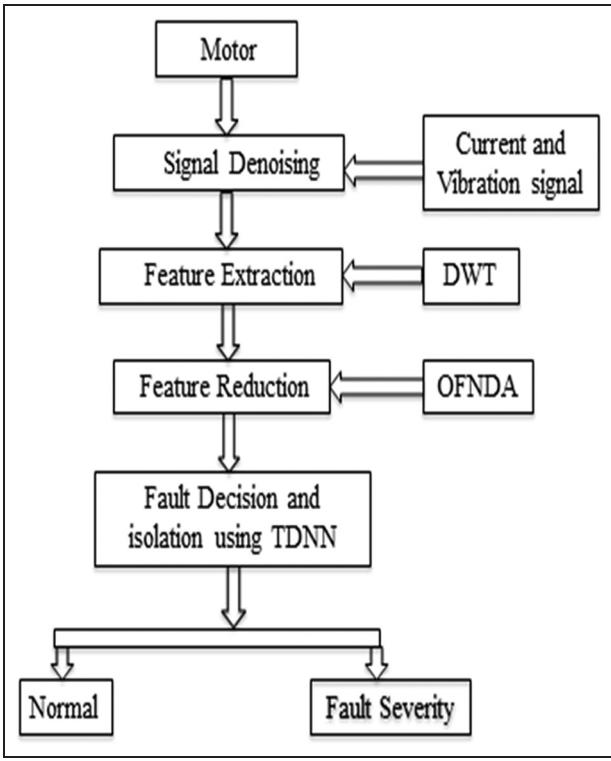 Motor
Signal Denoising
Current and
Vibration signal
Feature Extraction
DWT
Feature Reduction
OFNDA
Fault Decision and
isolation using TDNN
Normal
Fault Severity